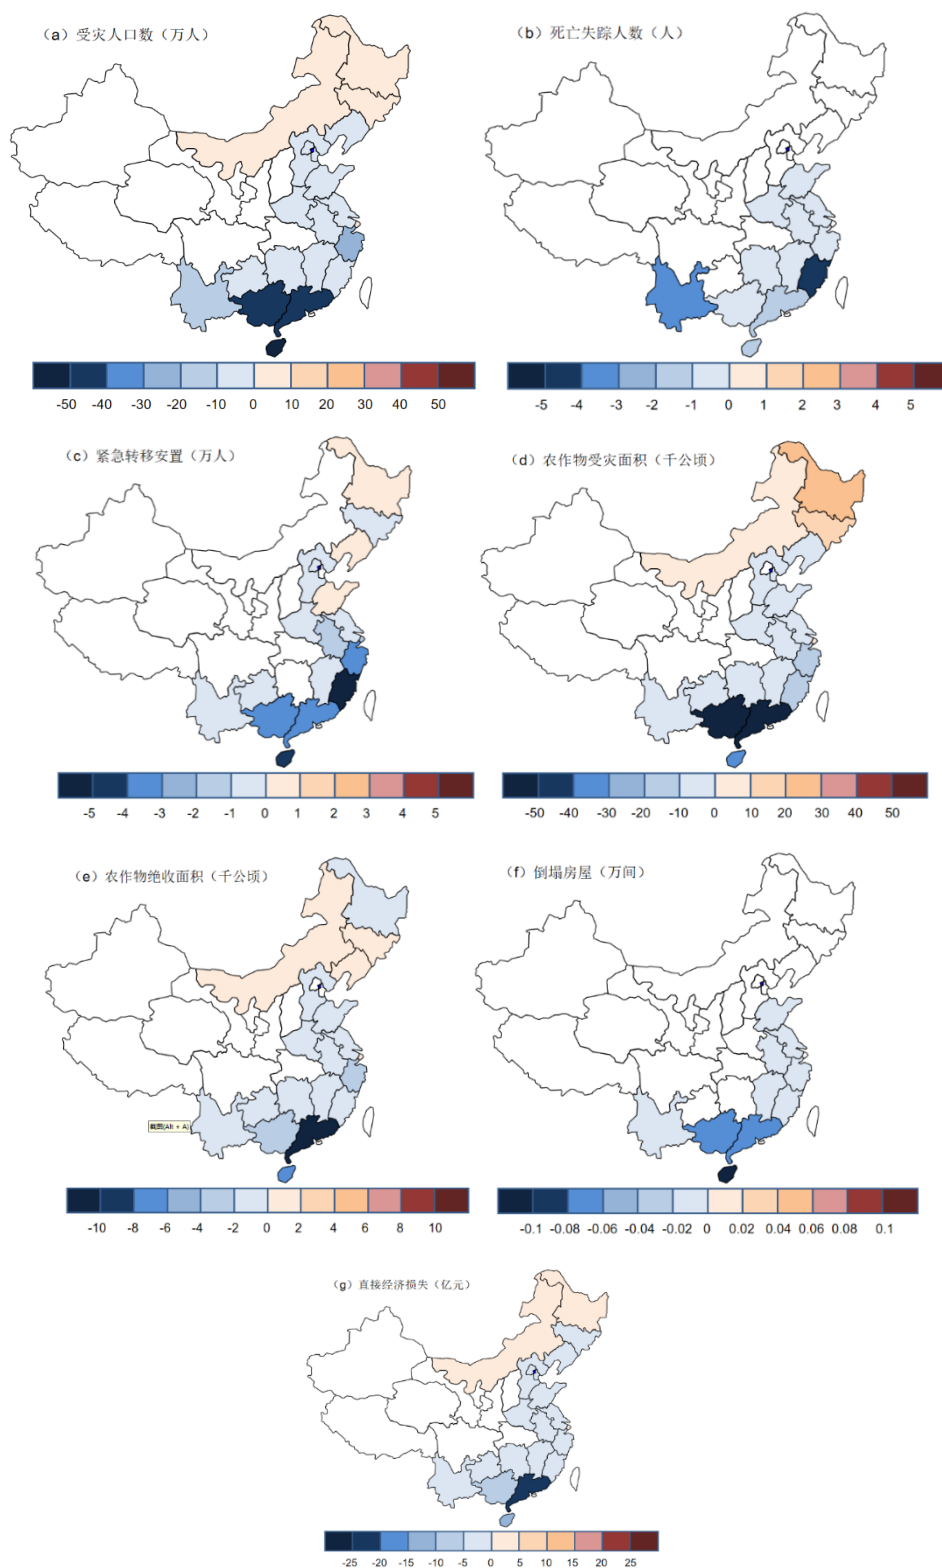 （a）受灾人口数（万人）
（b）死亡失踪人数（人）
-50 -40 -30 -20 -10 0 10 20 30 40 50
-5 -4 -3 -2 -1 0 1 2 3 4 5
（c）紧急转移安置（万人）
（d）农作物受灾面积（千公顷）
-5 -4 -3 -2 -1 0 1 2 3 4 5
-50 -40 -30 -20 -10 0 10 20 30 40 50
（e）农作物绝收面积（千公顷）
（f）倒塌房屋（万间）
截图(Alt + A)
-10 -8 -6 -4 -2 0 2 4 6 8 10
-0.1 -0.08 -0.06 -0.04 -0.02 0 0.02 0.04 0.06 0.08 0.1
（g）直接经济损失（亿元）
-25 -20 -15 -10 -5 0 5 10 15 20 25